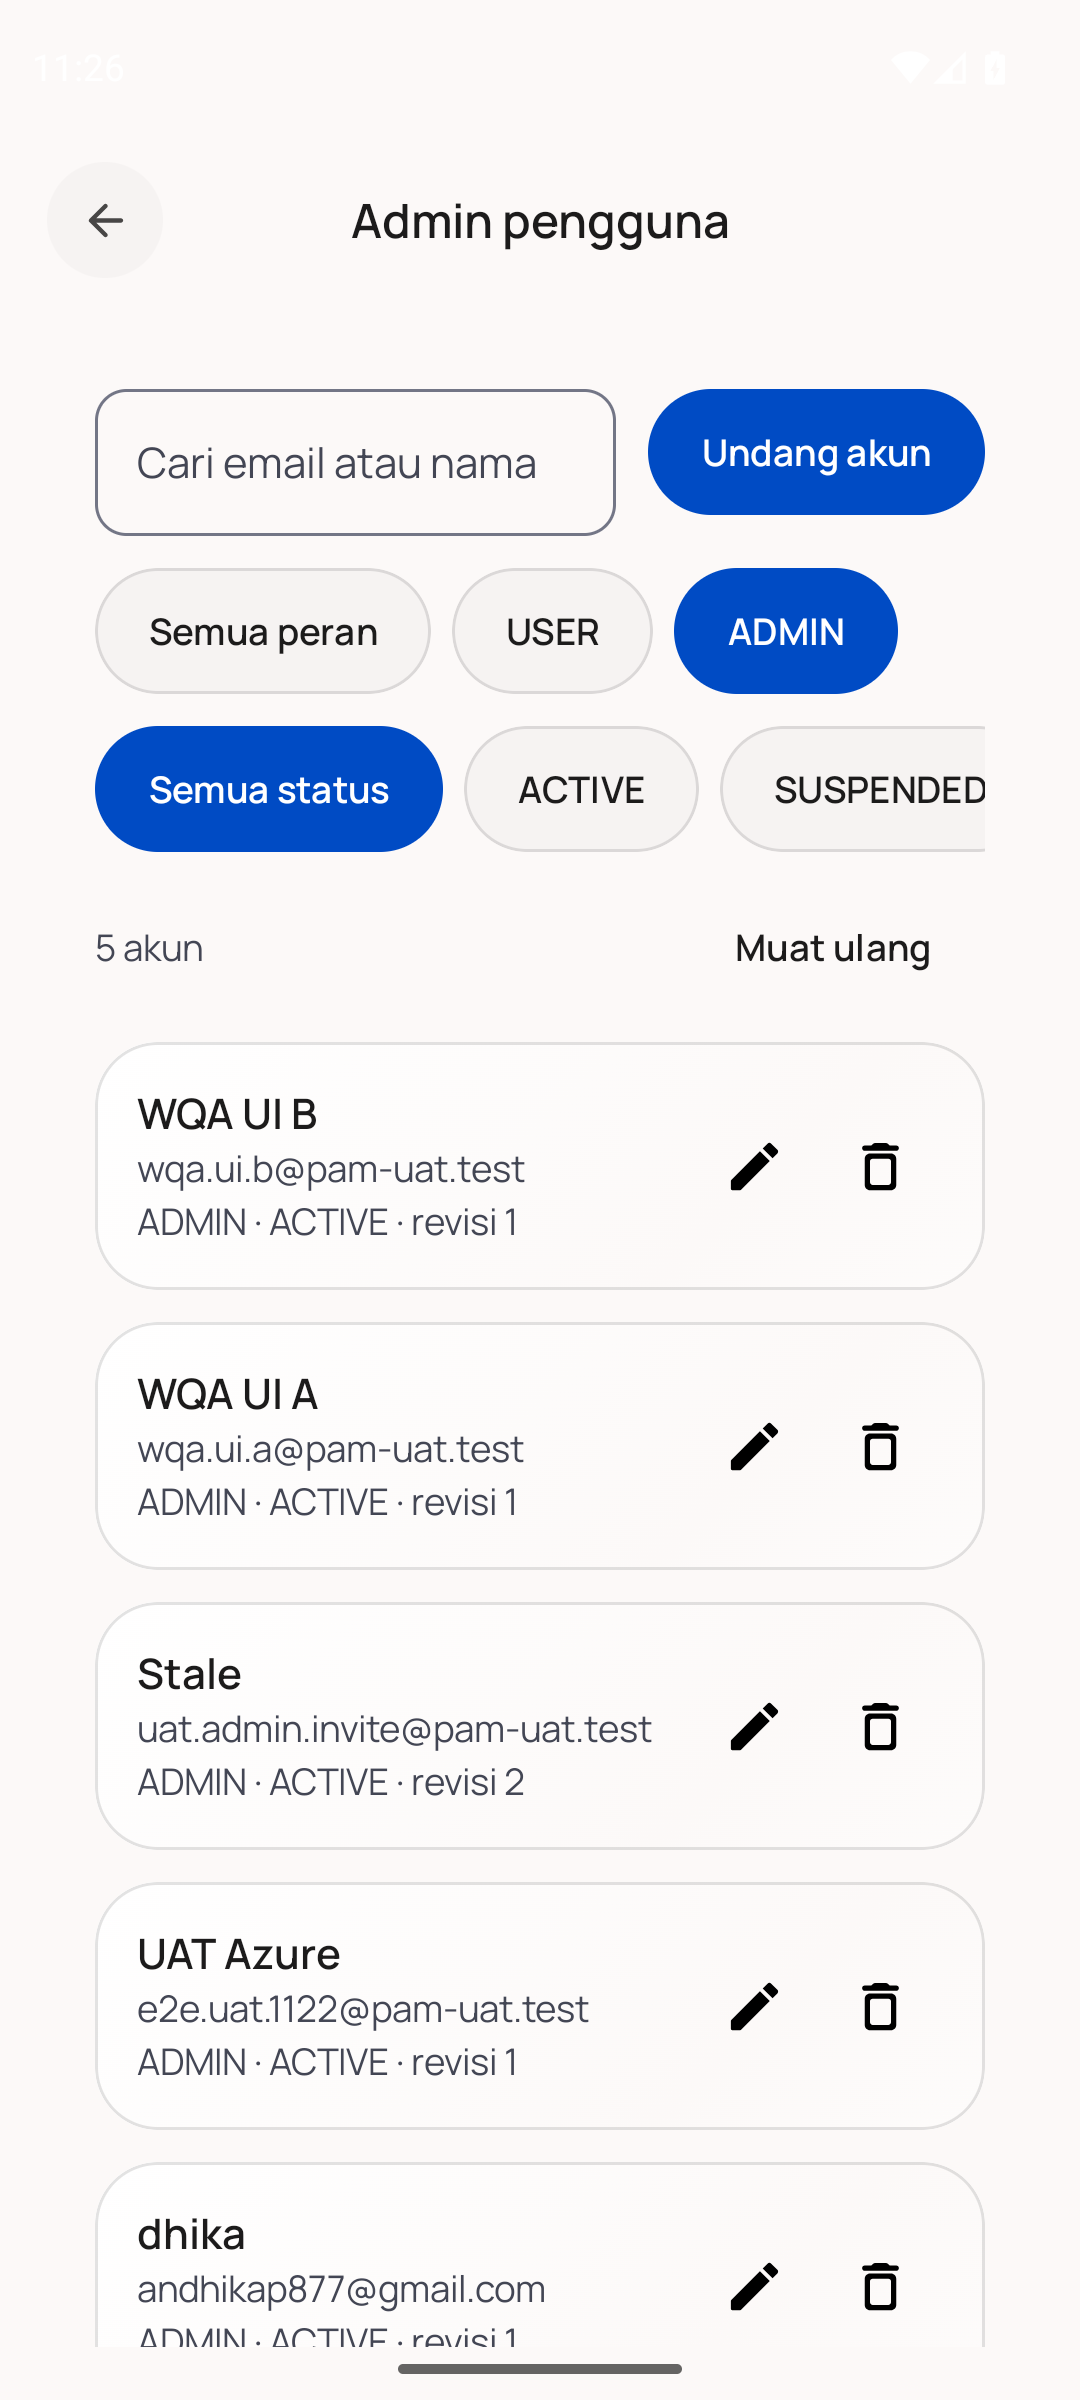 11:26
Admin pengguna
Cari email atau nama
Undang akun
Semua peran
USER
ADMIN
Semua status
ACTIVE
SUSPENDED
5 akun
Muat ulang
WQA UI B
wqa.ui.b@pam-uat.test
ADMIN · ACTIVE · revisi 1
WQA UI A
wqa.ui.a@pam-uat.test
ADMIN · ACTIVE · revisi 1
Stale
uat.admin.invite@pam-uat.test
ADMIN · ACTIVE · revisi 2
UAT Azure
e2e.uat.1122@pam-uat.test
ADMIN · ACTIVE · revisi 1
dhika
andhikap877@gmail.com
ADMIN · ACTIVE · revisi 1